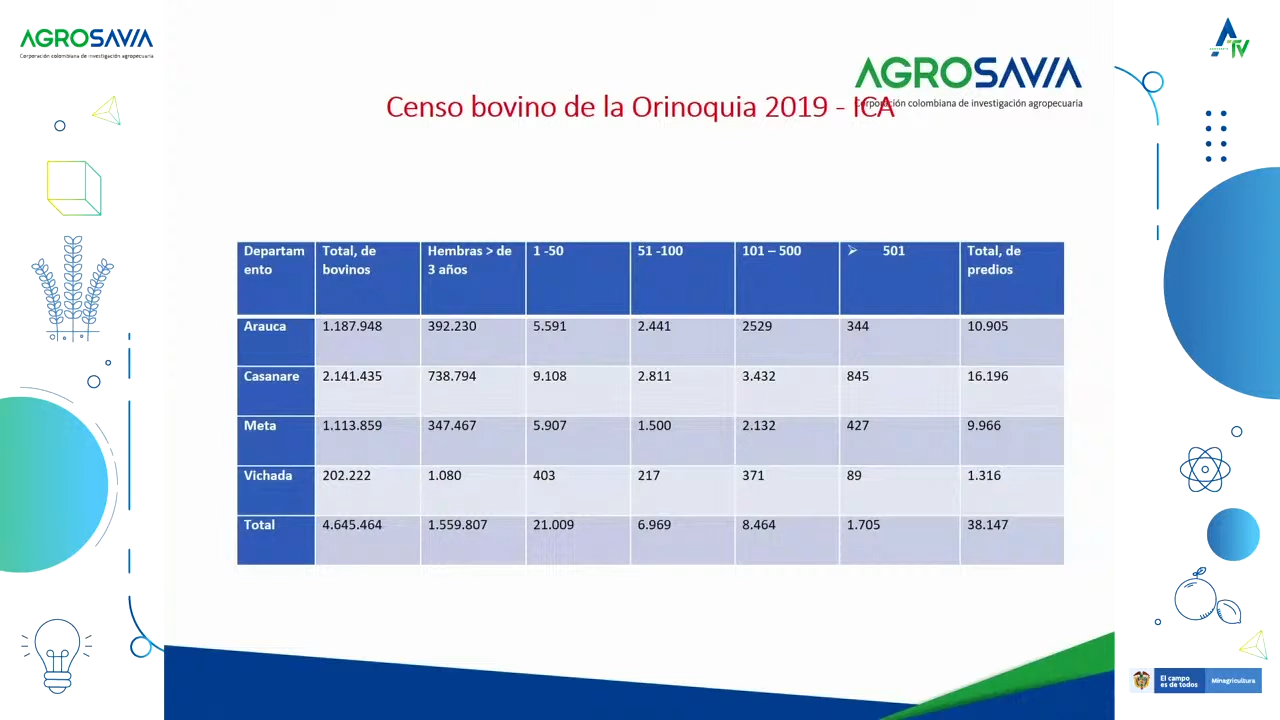 AGROSAVIA
Corporación colombiana de investigación agropecuaria
ATV
AGROSAVIA
Corporación colombiana de investigación agropecuaria
Censo bovino de la Orinoquia 2019 - ICA
Departam
ento
Total, de
bovinos
Hembras > de
3 años
1 -50
51 -100
101 – 500
➢ 501
Total, de
predios
Arauca 1.187.948 392.230 5.591 2.441 2529 344 10.905
Casanare 2.141.435 738.794 9.108 2.811 3.432 845 16.196
Meta 1.113.859 347.467 5.907 1.500 2.132 427 9.966
Vichada 202.222 1.080 403 217 371 89 1.316
Total 4.645.464 1.559.807 21.009 6.969 8.464 1.705 38.147
El campo
es de todos
Minagricultura